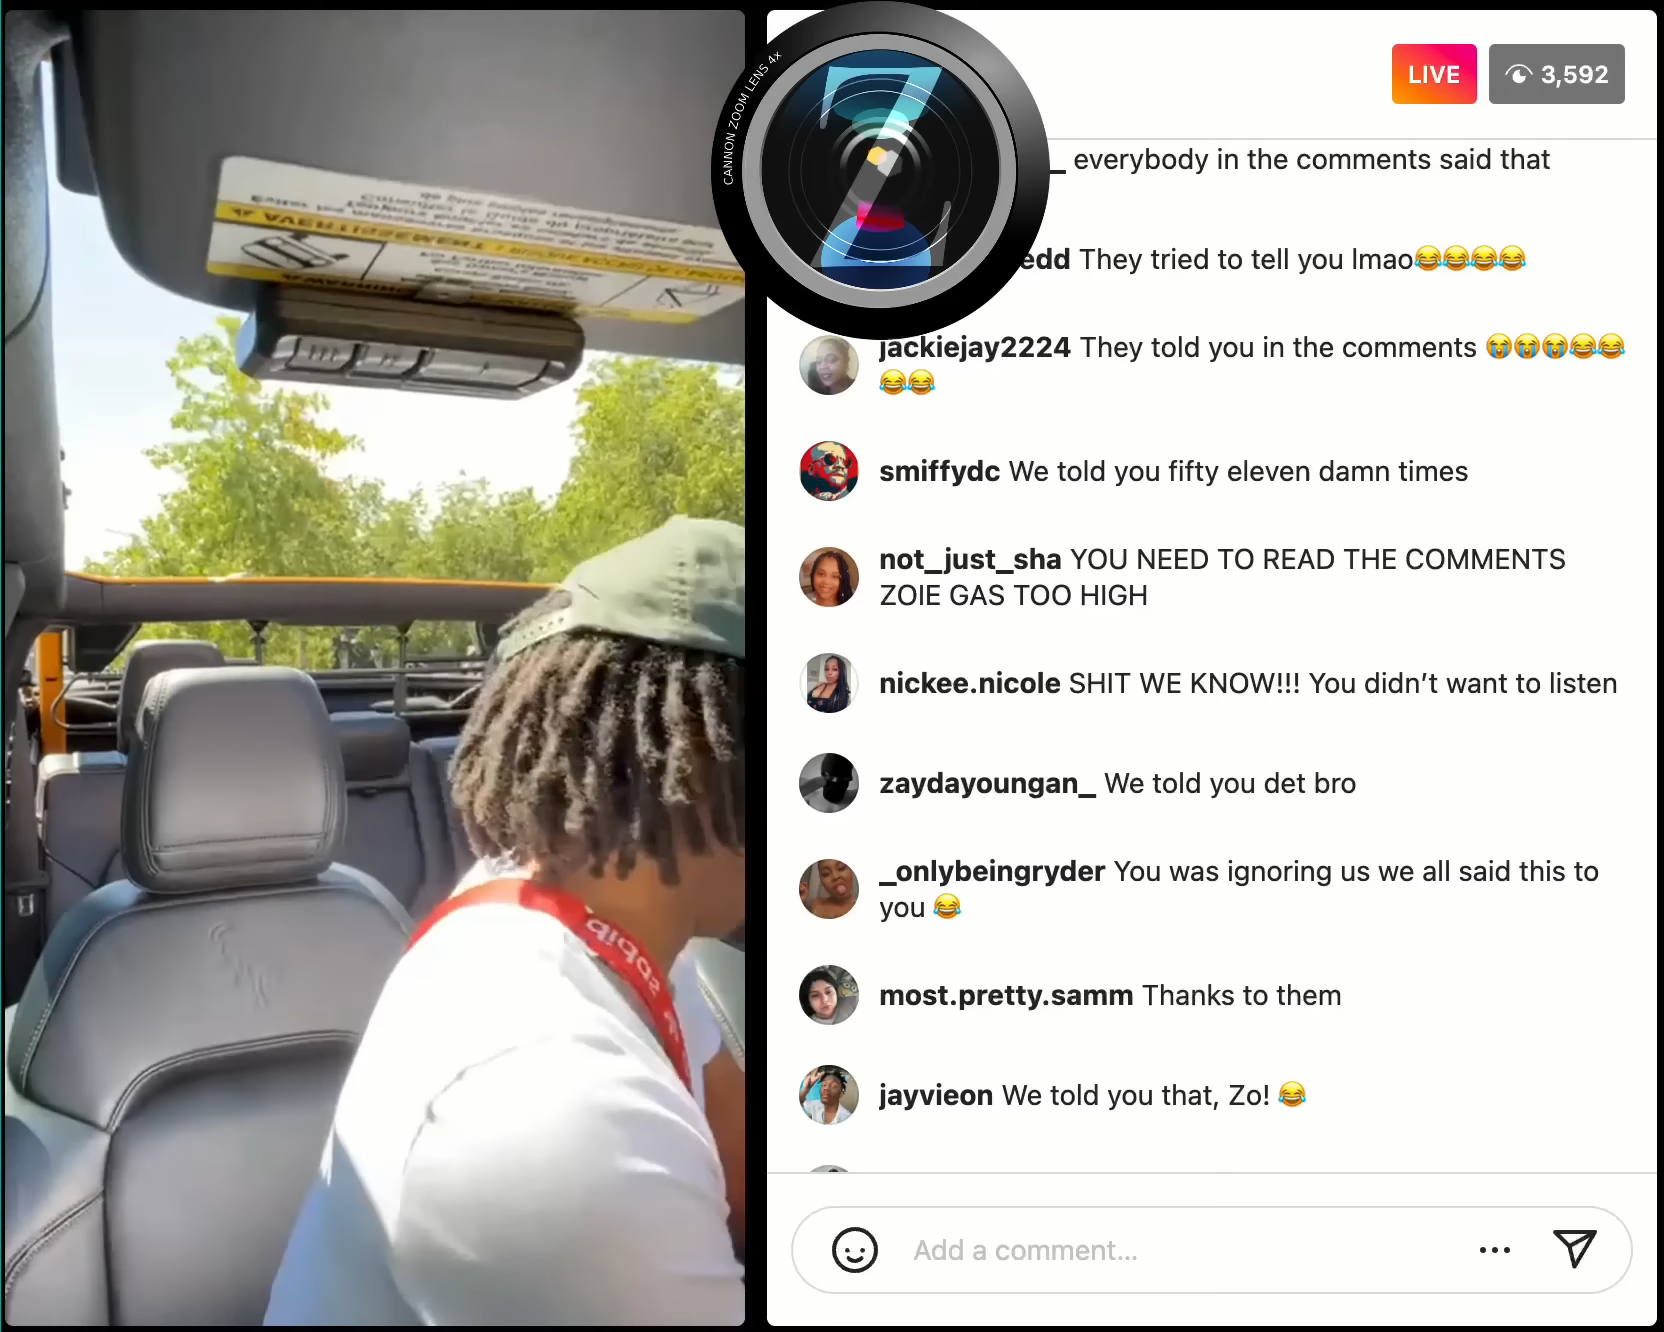 CANNON ZOOM LENS 4x
Z
LIVE
3,592
_ everybody in the comments said that
edd They tried to tell you lmao😂😂😂😂
jackiejay2224 They told you in the comments 😭😭😭😂😂
😂😂
smiffydc We told you fifty eleven damn times
not_just_sha YOU NEED TO READ THE COMMENTS
ZOIE GAS TOO HIGH
nickee.nicole SHIT WE KNOW!!! You didn’t want to listen
zaydayoungan_ We told you det bro
_onlybeingryder You was ignoring us we all said this to
you 😂
most.pretty.samm Thanks to them
jayvieon We told you that, Zo! 😂
Add a comment...
AVERTISSEMENT
WARNING